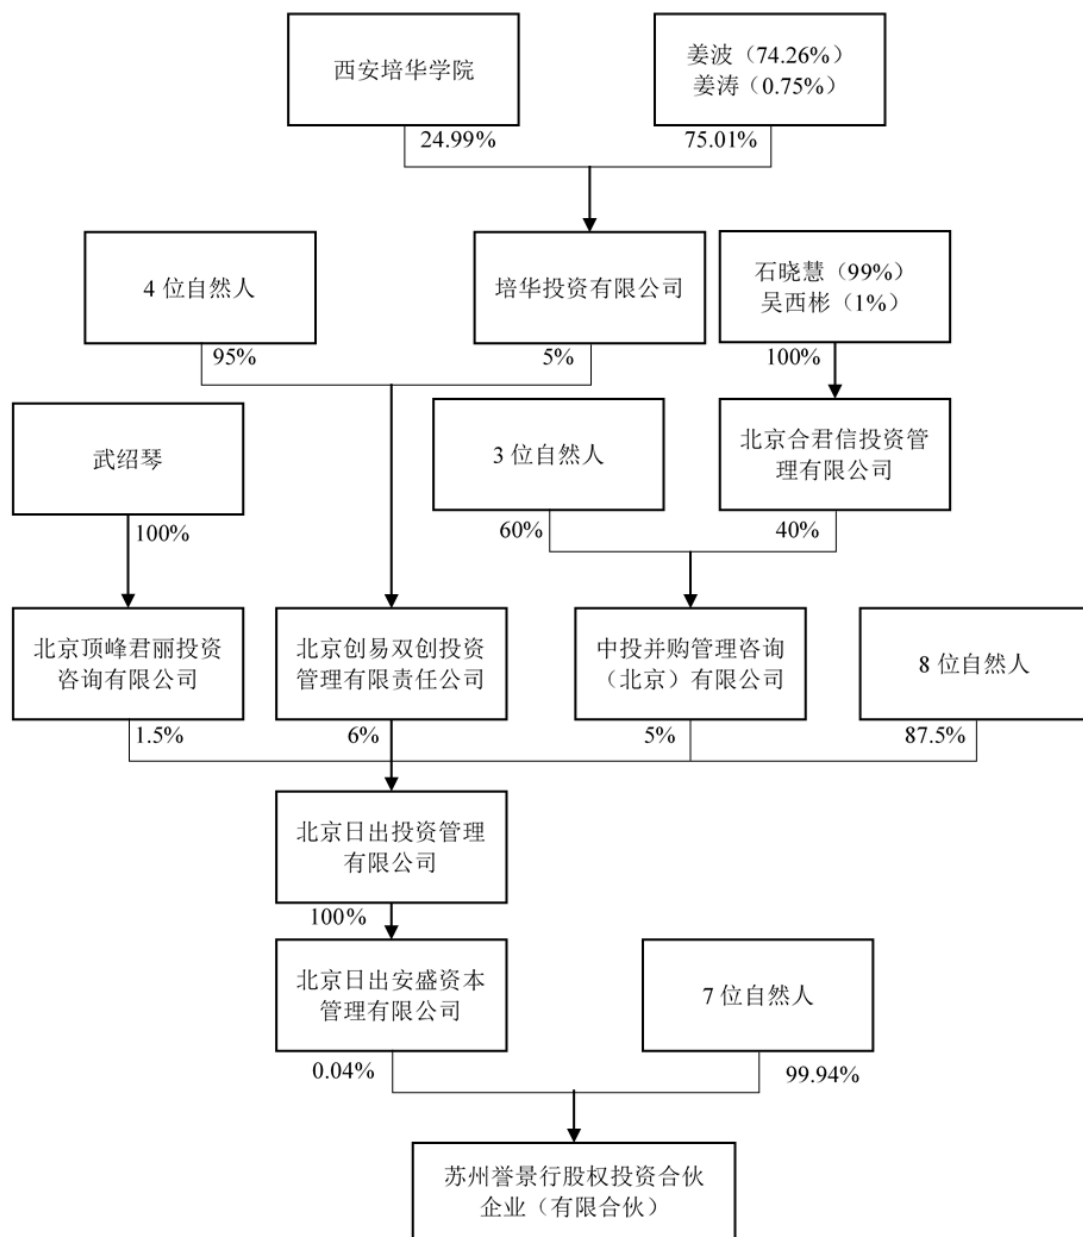 西安培华学院
姜波（74.26%）
姜涛（0.75%）
24.99%
75.01%
4 位自然人
培华投资有限公司
石晓慧（99%）
吴西彬（1%）
95%
5%
100%
武绍琴
3 位自然人
北京合君信投资管
理有限公司
100%
60%
40%
北京顶峰君丽投资
咨询有限公司
北京创易双创投资
管理有限责任公司
中投并购管理咨询
（北京）有限公司
8 位自然人
1.5%
6%
5%
87.5%
北京日出投资管理
有限公司
100%
北京日出安盛资本
管理有限公司
7 位自然人
0.04%
99.94%
苏州誉景行股权投资合伙
企业（有限合伙）